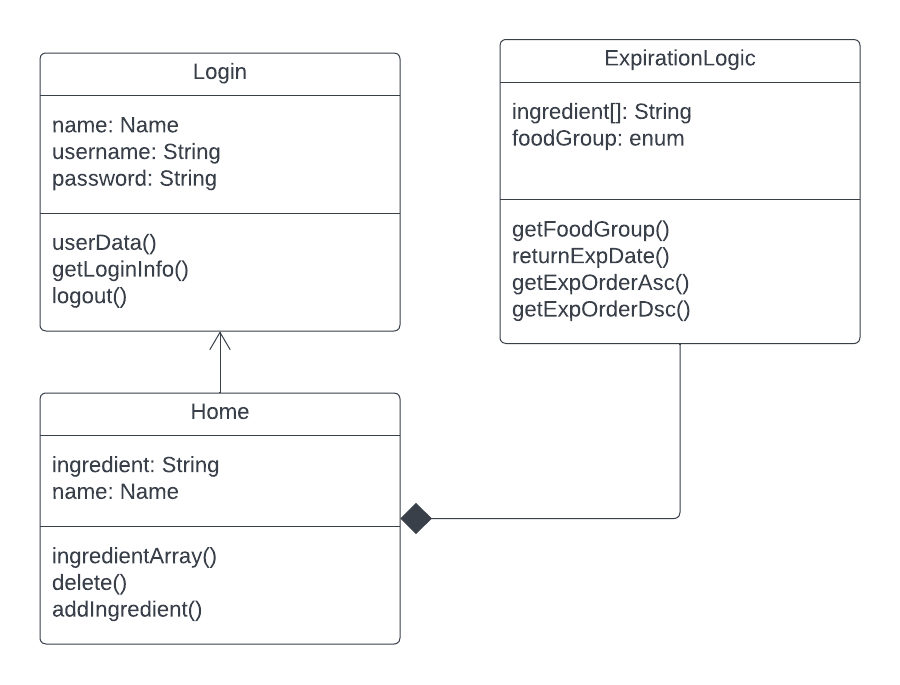 Login
name: Name
username: String
password: String
userData()
getLoginInfo()
logout()
ExpirationLogic
ingredient[]: String
foodGroup: enum
getFoodGroup()
returnExpDate()
getExpOrderAsc()
getExpOrderDsc()
Home
ingredient: String
name: Name
ingredientArray()
delete()
addIngredient()